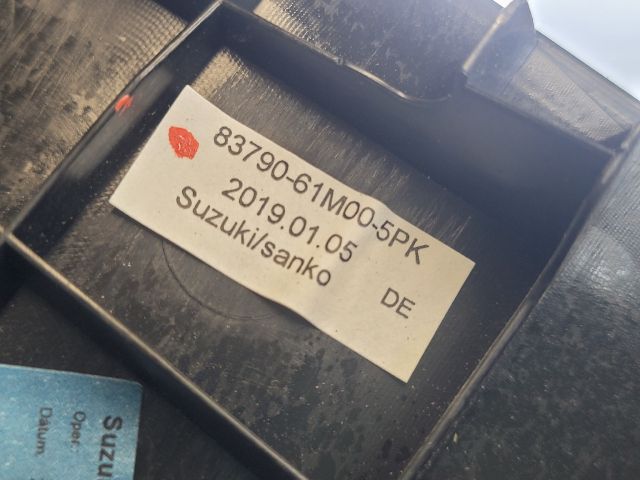 83790-61M00-5PK
2019.01.05
Suzuki/sanko
DE
Suzu
Oper:
Datum: